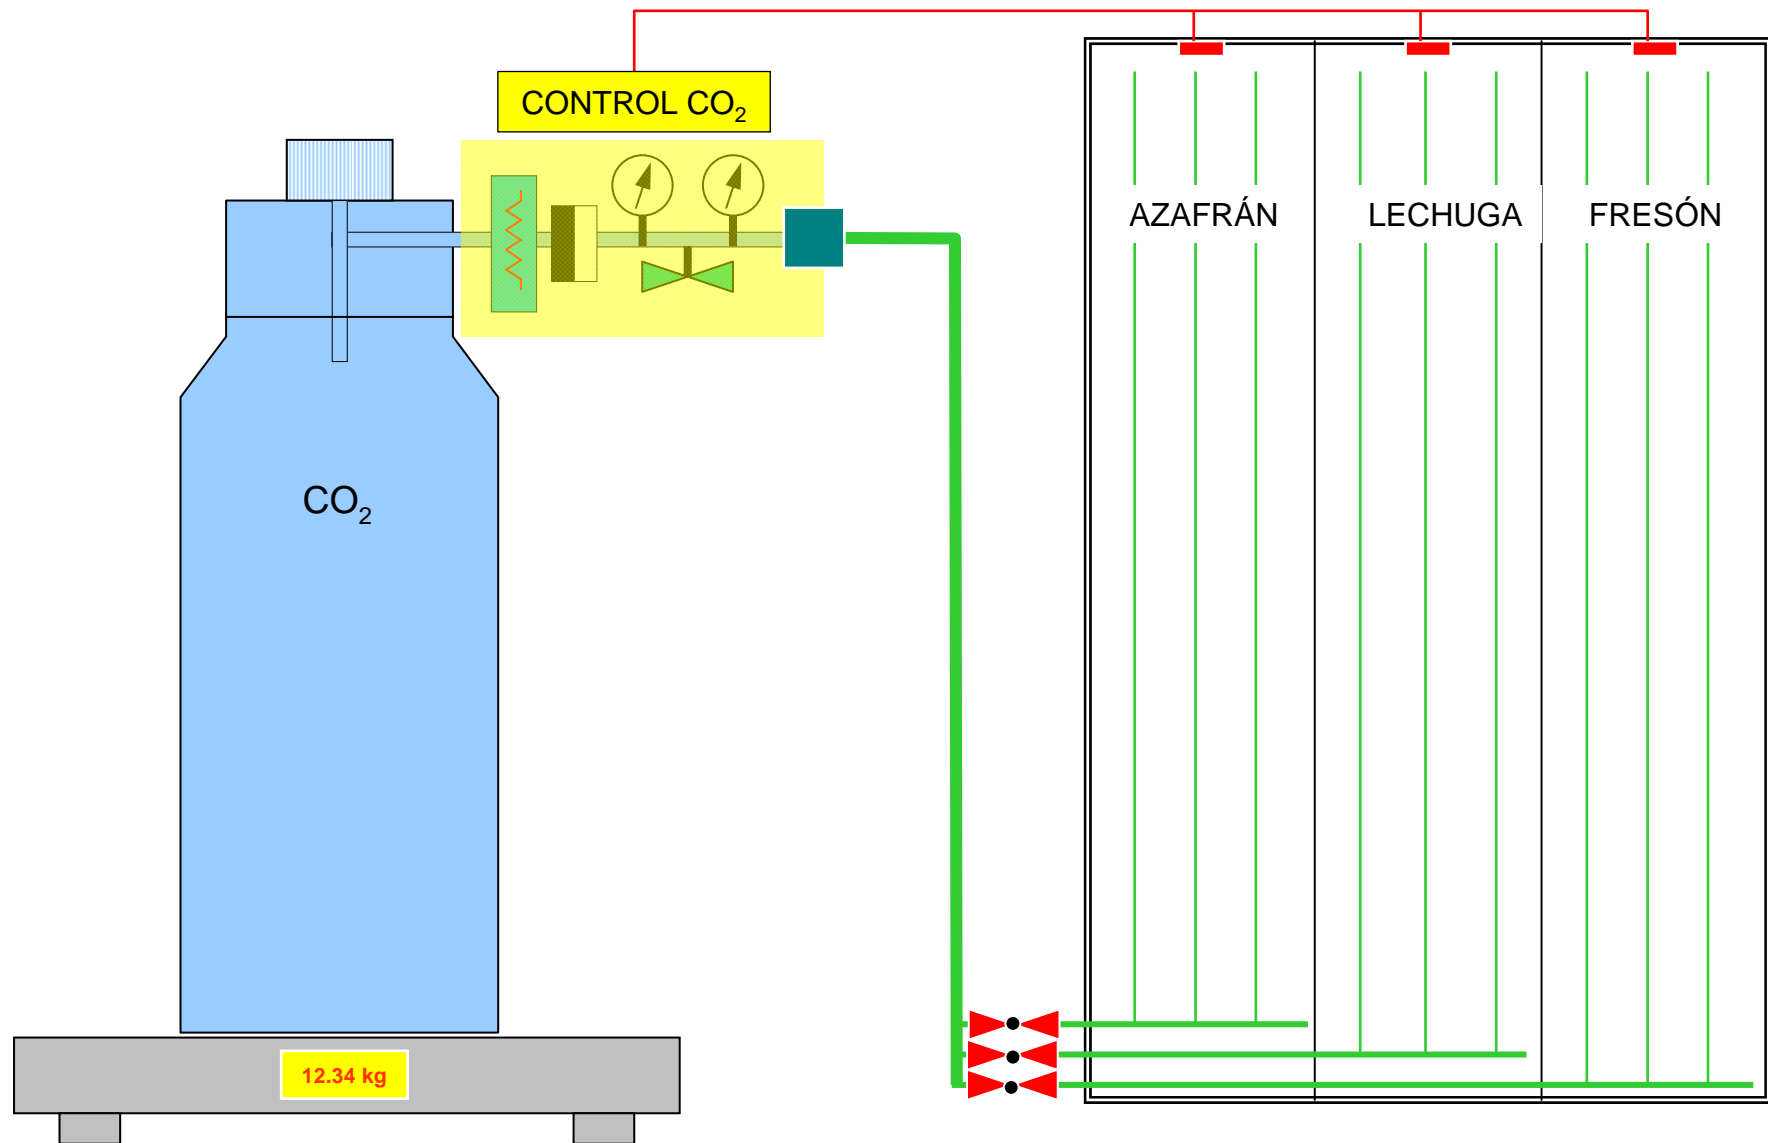 CONTROL CO₂
AZAFRÁN
LECHUGA
FRESÓN
CO₂
12.34 kg